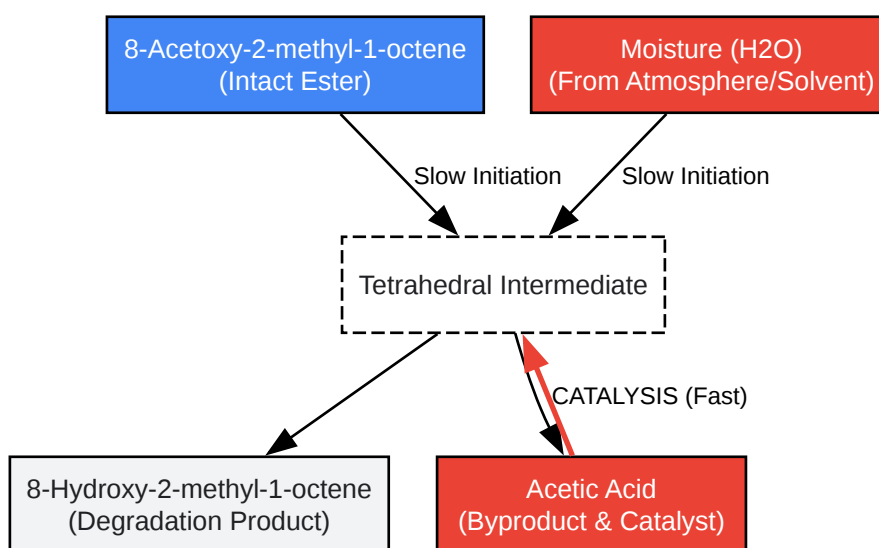 8-Acetoxy-2-methyl-1-octene
(Intact Ester)
Moisture (H2O)
(From Atmosphere/Solvent)
Slow Initiation
Slow Initiation
Tetrahedral Intermediate
CATALYSIS (Fast)
8-Hydroxy-2-methyl-1-octene
(Degradation Product)
Acetic Acid
(Byproduct & Catalyst)